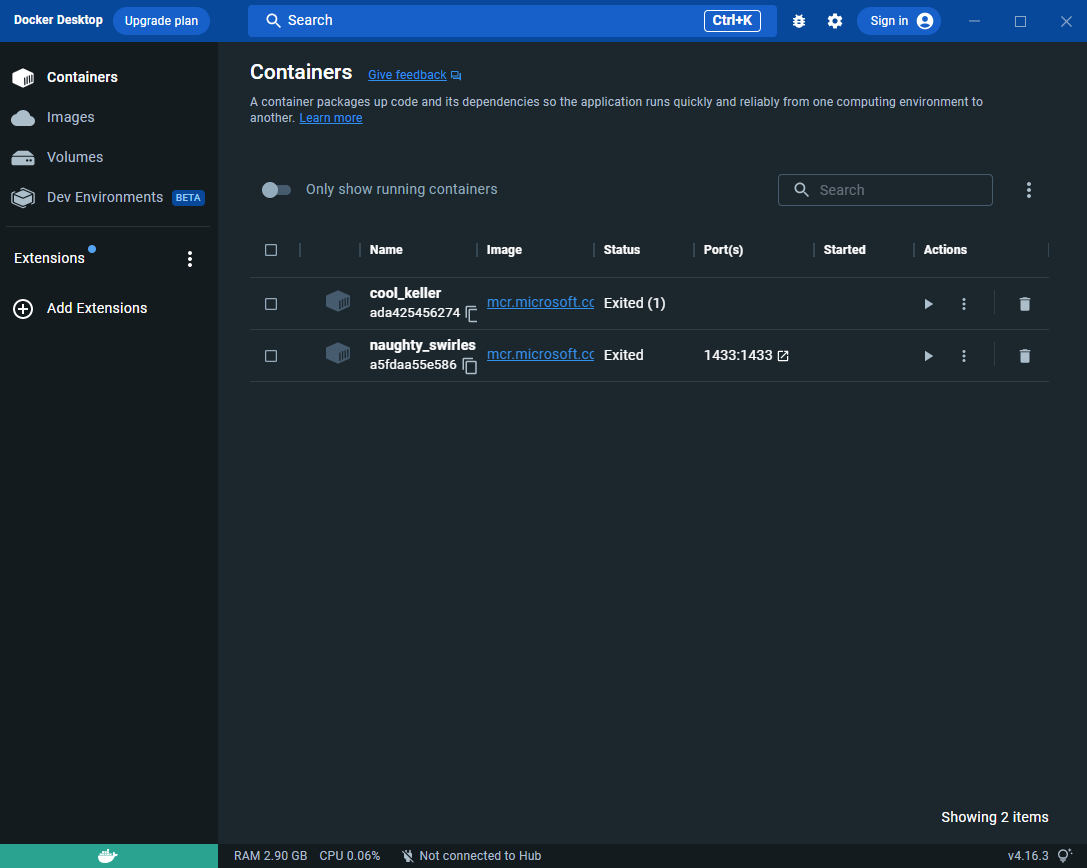 Docker Desktop Upgrade plan Search Ctrl+K Sign in
Containers
Images
Volumes
Dev Environments BETA
Extensions
Add Extensions
Containers Give feedback
A container packages up code and its dependencies so the application runs quickly and reliably from one computing environment to
another. Learn more
Only show running containers Search
Name Image Status Port(s) Started Actions
cool_keller mcr.microsoft.cc Exited (1)
ada425456274
naughty_swirles mcr.microsoft.cc Exited 1433:1433
a5fdaa55e586
Showing 2 items
RAM 2.90 GB CPU 0.06% Not connected to Hub v4.16.3